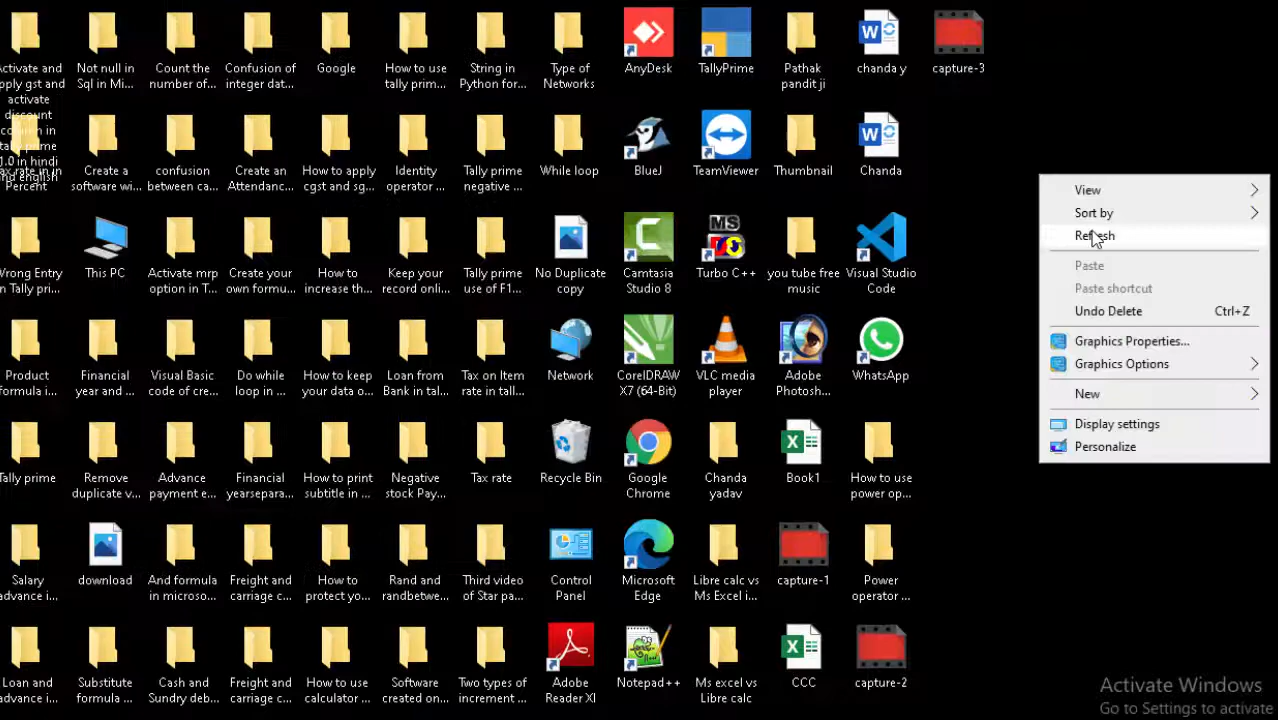 Activate and
pply gst and
activate
discount
Not null in
Sql in Mi...
Count the
number of...
Confusion of
integer dat...
Google
How to use
tally prim...
String in
Python for...
Type of
Networks
AnyDesk
TallyPrime
Pathak
pandit ji
chanda y
capture-3
Percent
Create a
software wi...
confusion
between ca...
Create an
Attendanc...
How to apply
cgst and sg...
Identity
operator ...
Tally prime
negative ...
While loop
BlueJ
TeamViewer
Thumbnail
Chanda
Wrong Entry
n Tally pri...
This PC
Activate mrp
option in T...
Create your
own formu...
How to
increase th...
Keep your
record onli...
Tally prime
use of F1...
No Duplicate
copy
Camtasia
Studio 8
MS
DOS
Turbo C++
you tube free
music
Visual Studio
Code
Product
formula i...
Financial
year and ...
Visual Basic
code of cre...
Do while
loop in ...
How to keep
your data o...
Loan from
Bank in tal...
Tax on Item
rate in tall...
Network
CorelDRAW
X7 (64-Bit)
VLC media
player
Adobe
Photosh...
WhatsApp
Tally prime
Remove
duplicate v...
Advance
payment e...
Financial
yearsepara...
How to print
subtitle in ...
Negative
stock Pay...
Tax rate
Recycle Bin
Google
Chrome
Chanda
yadav
Book1
How to use
power op...
Salary
advance i...
download
And formula
in microso...
Freight and
carriage c...
How to
protect yo...
Rand and
randbetwe...
Third video
of Star pa...
Control
Panel
Microsoft
Edge
Libre calc vs
Ms Excel i...
capture-1
Power
operator ...
Loan and
advance i...
Substitute
formula ...
Cash and
Sundry deb...
Freight and
carriage c...
How to use
calculator ...
Software
created on...
Two types of
increment ...
Adobe
Reader XI
Notepad++
Ms excel vs
Libre calc
CCC
capture-2
View
Sort by
Refresh
Paste
Paste shortcut
Undo Delete Ctrl+Z
Graphics Properties...
Graphics Options
New
Display settings
Personalize
Activate Windows
Go to Settings to activate